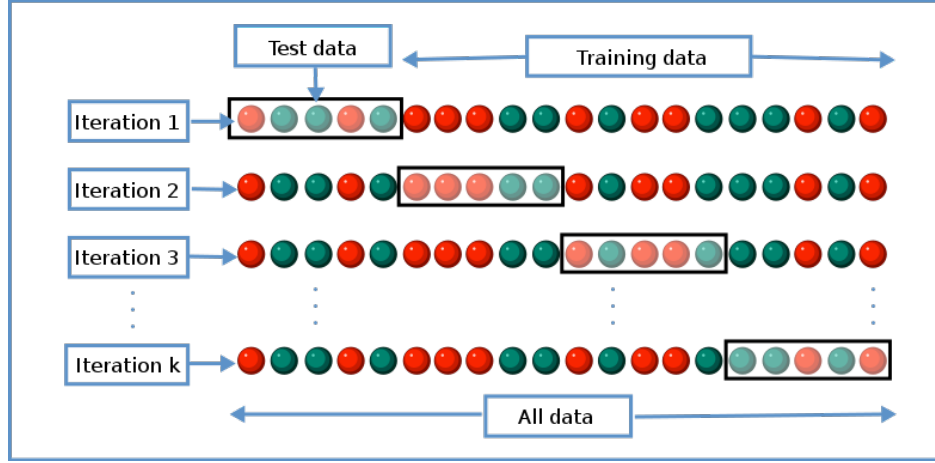 Test data
Training data
Iteration 1
Iteration 2
Iteration 3
Iteration k
All data